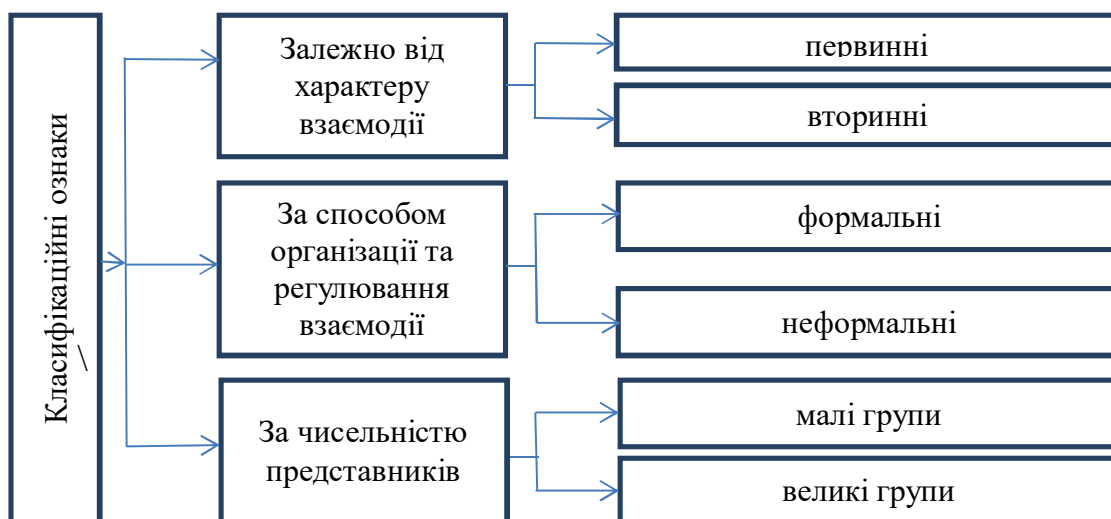 Класифікаційні ознаки
Залежно від
характеру
взаємодії
первинні
вторинні
За способом
організації та
регулювання
взаємодії
формальні
неформальні
За чисельністю
представників
малі групи
великі групи